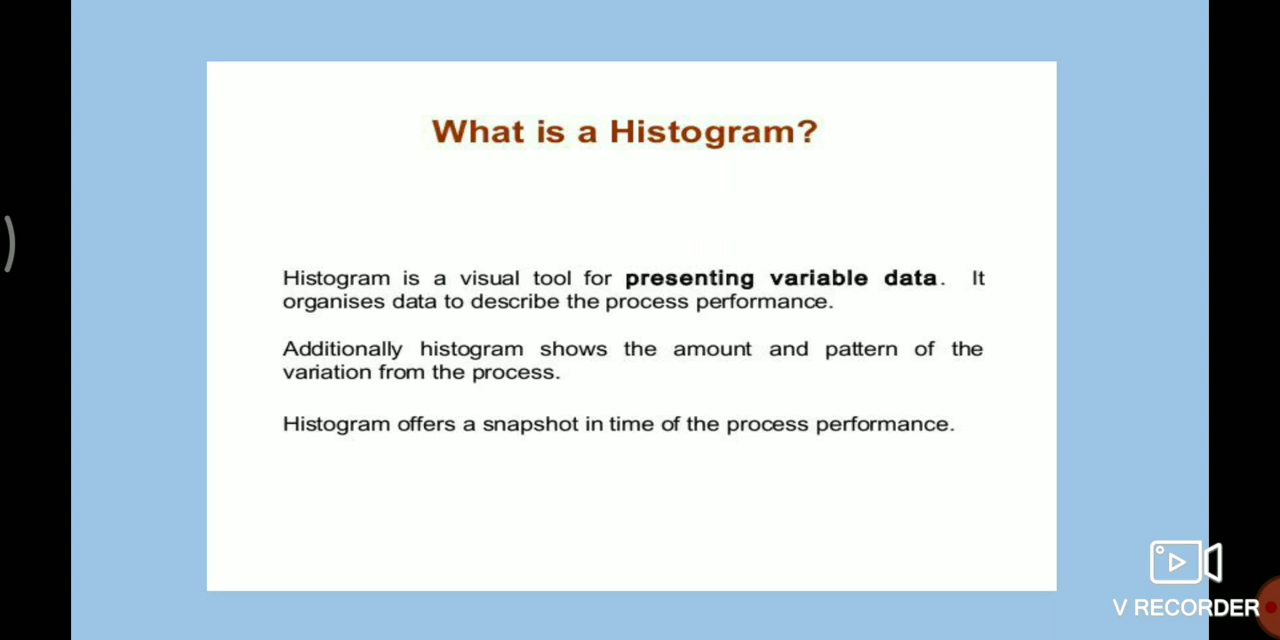 What is a Histogram?
Histogram is a visual tool for presenting variable data. It
organises data to describe the process performance.
Additionally histogram shows the amount and pattern of the
variation from the process.
Histogram offers a snapshot in time of the process performance.
V RECORDER